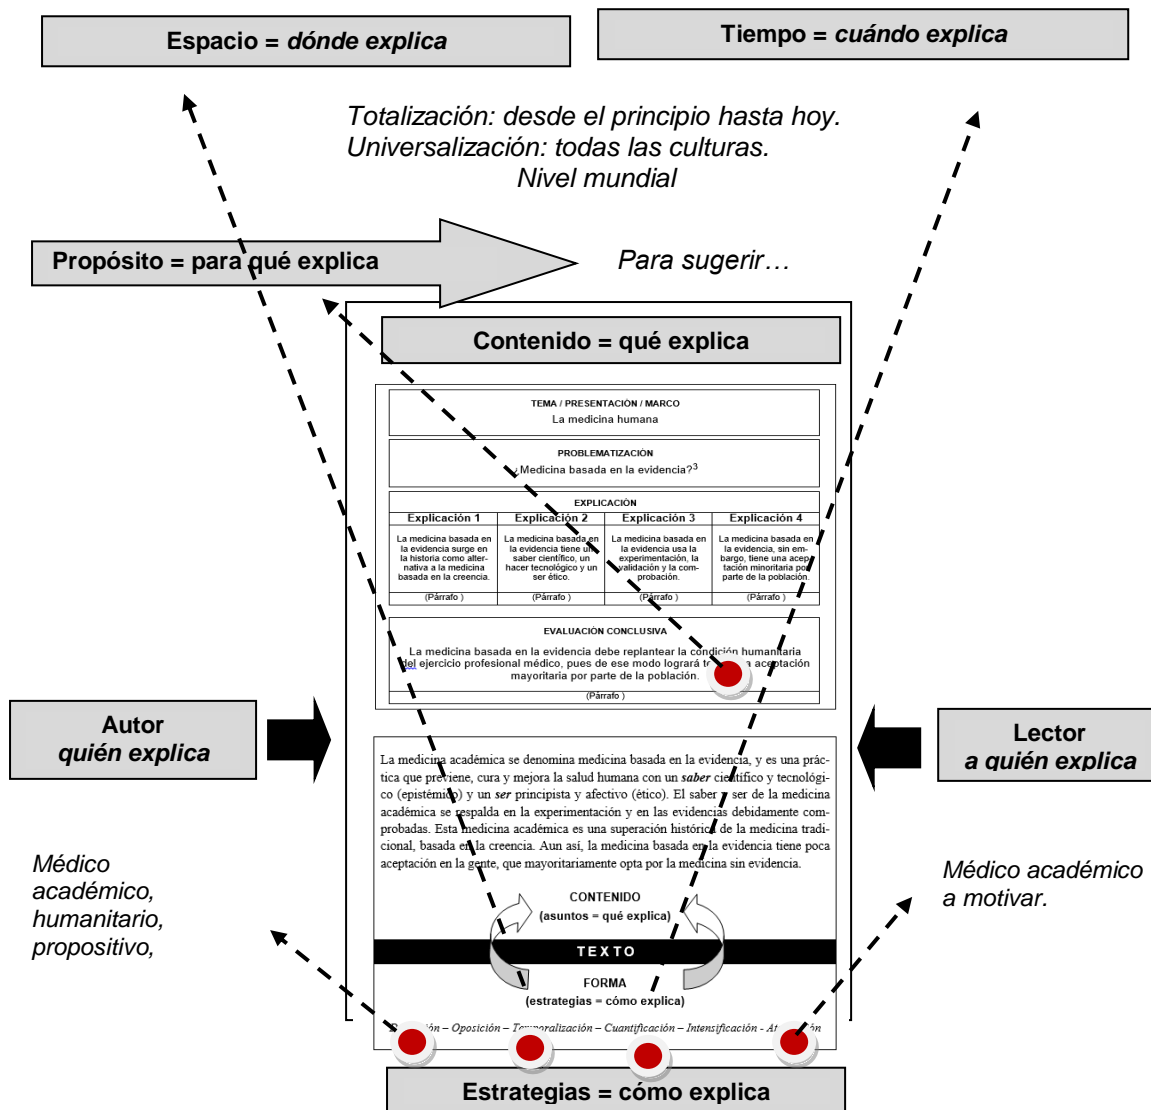 Espacio = dónde explica
Tiempo = cuándo explica
Totalización: desde el principio hasta hoy.
Universalización: todas las culturas.
Nivel mundial
Propósito = para qué explica
Para sugerir…
Contenido = qué explica
TEMA / PRESENTACIÓN / MARCO
La medicina humana
PROBLEMATIZACIÓN
¿Medicina basada en la evidencia?3
EXPLICACIÓN
Explicación 1
La medicina basada en
la evidencia surge en
la historia como alter-
nativa a la medicina
basada en la creencia.
(Párrafo )
Explicación 2
La medicina basada en
la evidencia tiene un
saber científico, un
hacer tecnológico y un
ser ético.
(Párrafo )
Explicación 3
La medicina basada en
la evidencia usa la
experimentación, la
validación y la com-
probación.
(Párrafo )
Explicación 4
La medicina basada en
la evidencia, sin em-
bargo, tiene una acep-
tación minoritaria por
parte de la población.
(Párrafo )
EVALUACIÓN CONCLUSIVA
La medicina basada en la evidencia debe replantear la condición humanitaria
del ejercicio profesional médico, pues de ese modo logrará aceptación
mayoritaria por parte de la población.
(Párrafo )
Autor
quién explica
Lector
a quién explica
La medicina académica se denomina medicina basada en la evidencia, y es una prác-
tica que previene, cura y mejora la salud humana con un saber científico y tecnológi-
co (epistémico) y un ser principista y afectivo (ético). El saber y ser de la medicina
académica se respalda en la experimentación y en las evidencias debidamente com-
probadas. Esta medicina académica es una superación histórica de la medicina tradi-
cional, basada en la creencia. Aun así, la medicina basada en la evidencia tiene poca
aceptación en la gente, que mayoritariamente opta por la medicina sin evidencia.
Médico
académico,
humanitario,
propositivo,
Médico académico
a motivar.
CONTENIDO
(asuntos = qué explica)
TEXTO
FORMA
(estrategias = cómo explica)
– Oposición – Temporalización – Cuantificación – Intensificación -
Estrategias = cómo explica